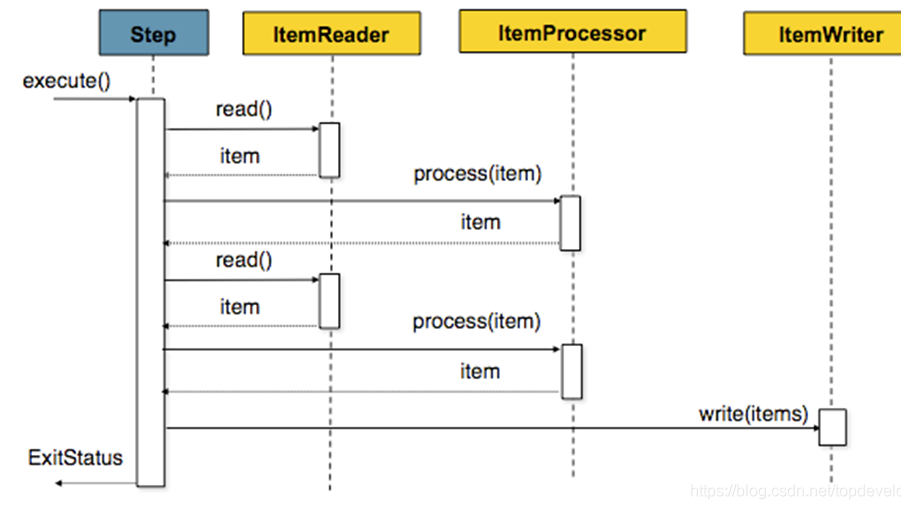 Step
ItemReader
ItemProcessor
ItemWriter
execute()
read()
item
process(item)
item
read()
item
process(item)
item
write(items)
ExitStatus
https://blog.csdn.net/topdevelo